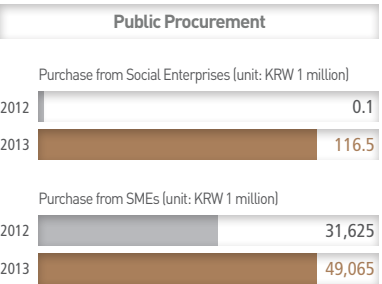 Public Procurement
Purchase from Social Enterprises (unit: KRW 1 million)
2012 0.1
2013 116.5
Purchase from SMEs (unit: KRW 1 million)
2012 31,625
2013 49,065